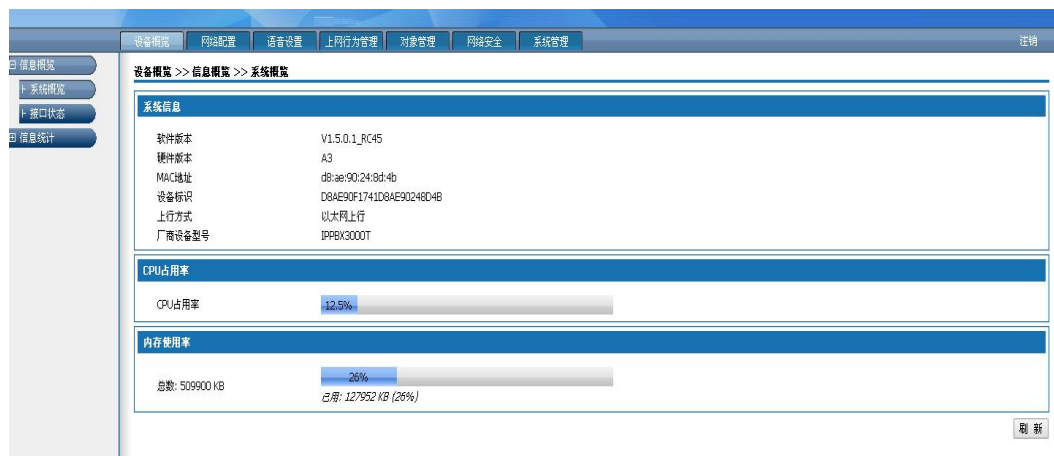 设备概览 网络配置 语音设置 上网行为管理 对象管理 网络安全 系统管理 注销
信息概览
系统概览
接口状态
信息统计
设备概览 >> 信息概览 >> 系统概览
系统信息
软件版本 V1.5.0.1_RC45
硬件版本 A3
MAC地址 d8:ae:90:24:8d:4b
设备标识 D8AE90F1741D8AE90248D4B
上行方式 以太网上行
厂商设备型号 IPPBX3000T
CPU占用率
CPU占用率 12.5%
内存使用率
总数: 509900 KB 26%
已用: 127952 KB (26%)
刷 新